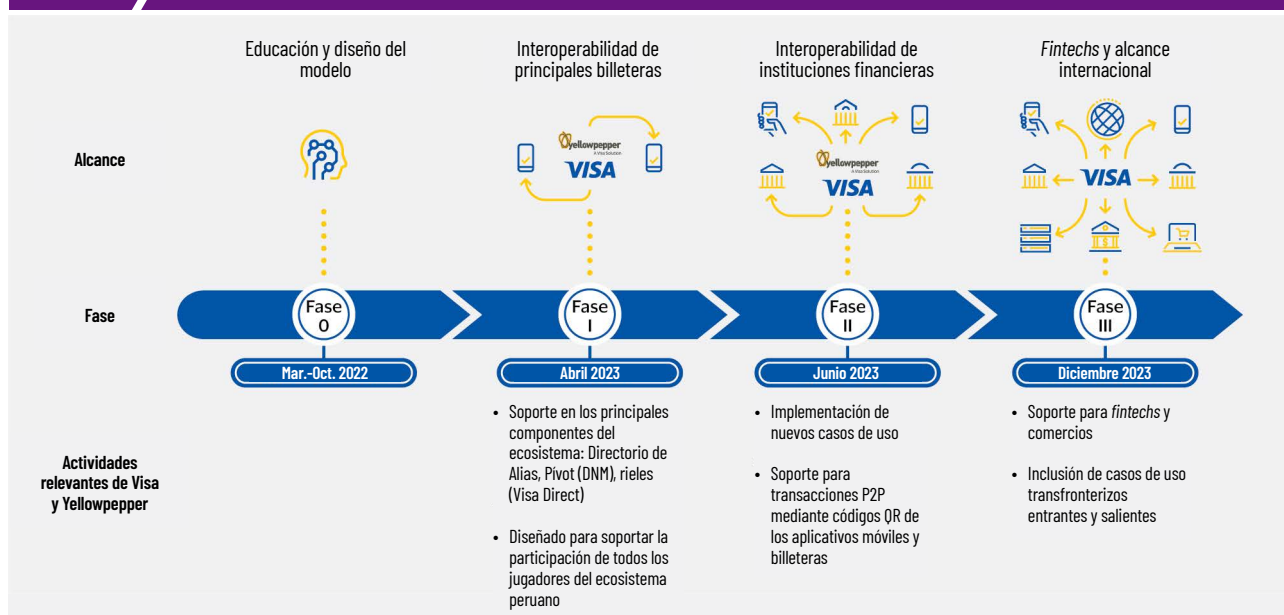 Educación y diseño del
modelo
Interoperabilidad de
principales billeteras
Interoperabilidad de
instituciones financieras
Fintechs y alcance
internacional
Alcance
yellowpepper
A Visa Solution
VISA
yellowpepper
A Visa Solution
VISA
VISA
Fase
Fase
0
Fase
I
Fase
II
Fase
III
Mar.-Oct. 2022
Abril 2023
Junio 2023
Diciembre 2023
Actividades
relevantes de Visa
y Yellowpepper
• Soporte en los principales
componentes del
ecosistema: Directorio de
Alias, Pívot (DNM), rieles
(Visa Direct)
• Diseñado para soportar la
participación de todos los
jugadores del ecosistema
peruano
• Implementación de
nuevos casos de uso
• Soporte para
transacciones P2P
mediante códigos QR de
los aplicativos móviles y
billeteras
• Soporte para fintechs y
comercios
• Inclusión de casos de uso
transfronterizos
entrantes y salientes